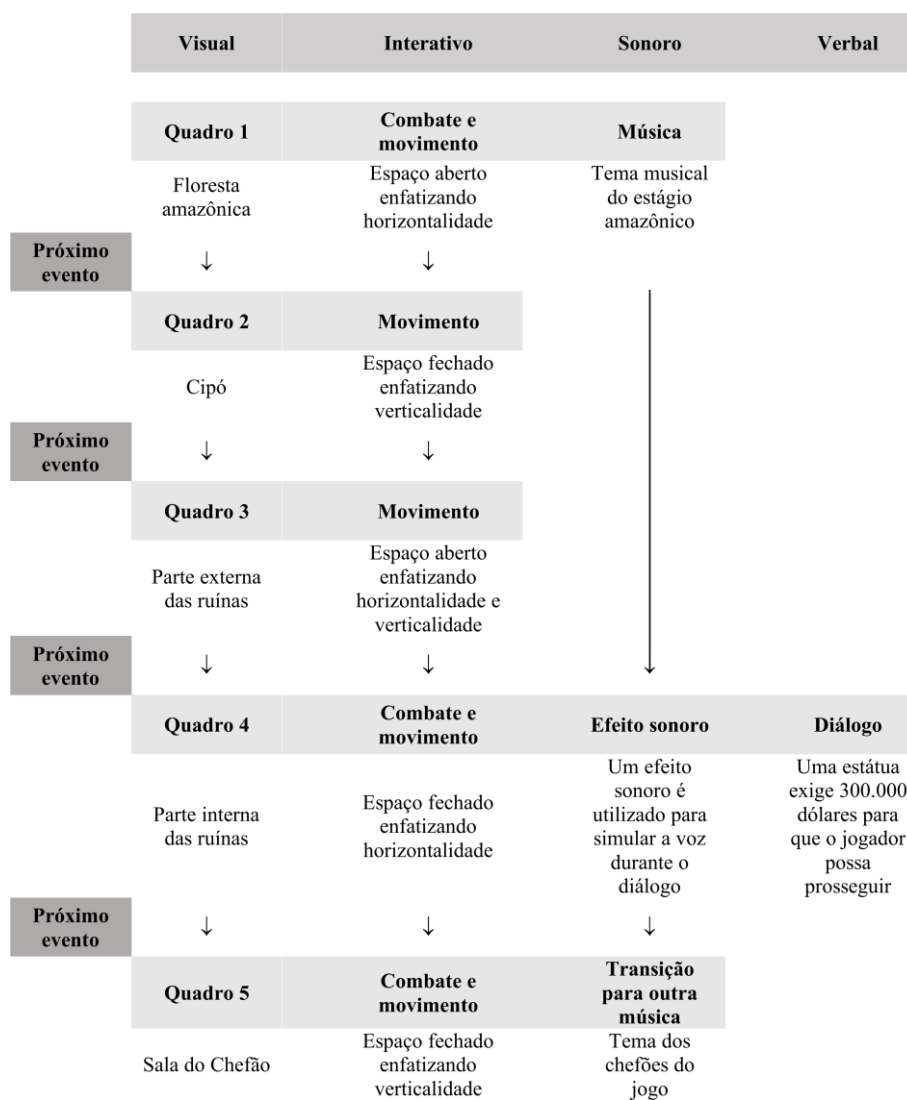 Visual Interativo Sonoro Verbal
Quadro 1 Combate e movimento Música
Floresta amazônica Espaço aberto enfatizando horizontalidade Tema musical do estágio amazônico
Próximo evento ↓ ↓
Quadro 2 Movimento
Cipó Espaço fechado enfatizando verticalidade
Próximo evento ↓ ↓
Quadro 3 Movimento
Parte externa das ruínas Espaço aberto enfatizando horizontalidade e verticalidade
Próximo evento ↓ ↓ ↓
Quadro 4 Combate e movimento Efeito sonoro Diálogo
Parte interna das ruínas Espaço fechado enfatizando horizontalidade Um efeito sonoro é utilizado para simular a voz durante o diálogo Uma estátua exige 300.000 dólares para que o jogador possa prosseguir
Próximo evento ↓ ↓ ↓
Quadro 5 Combate e movimento Transição para outra música
Sala do Chefão Espaço fechado enfatizando verticalidade Tema dos chefões do jogo